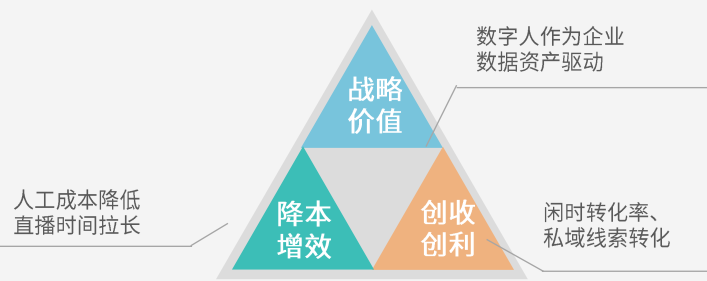 数字人作为企业
数据资产驱动
战略
价值
人工成本降低
直播时间拉长
降本
增效
创收
创利
闲时转化率、
私域线索转化